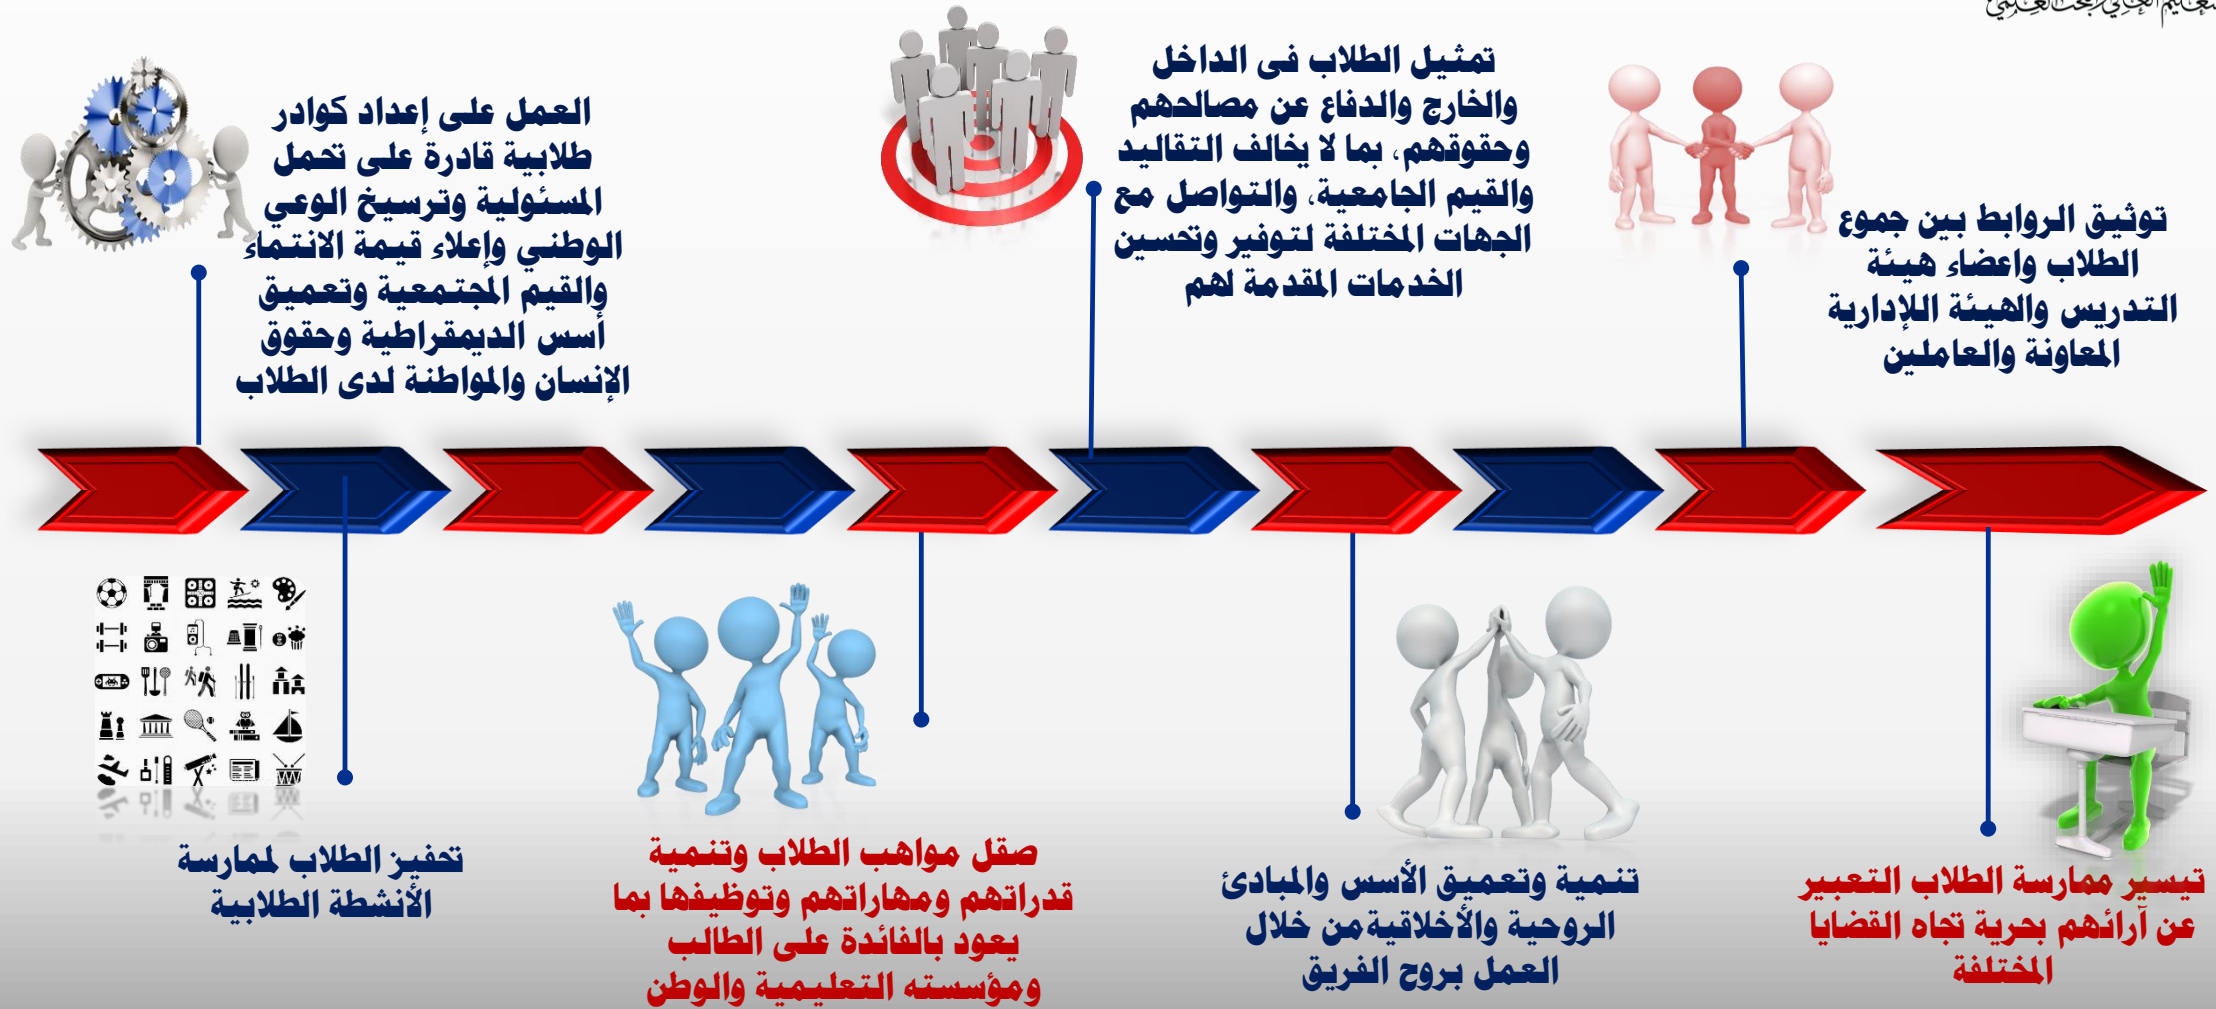 توثيق الروابط بين جموع
الطلاب واعضاء هيئة
التدريس والهيئة اللإدارية
المعاونة والعاملين
تمثيل الطلاب فى الداخل
والخارج والدفاع عن مصالحهم
وحقوقهم، بما لا يخالف التقاليد
والقيم الجامعية، والتواصل مع
الجهات المختلفة لتوفير وتحسين
الخدمات المقدمة لهم
العمل على إعداد كوادر
طلابية قادرة على تحمل
المسئولية وترسيخ الوعي
الوطني وإعلاء قيمة الانتماء
والقيم المجتمعية وتعميق
أسس الديمقراطية وحقوق
الإنسان والمواطنة لدى الطلاب
تيسير ممارسة الطلاب التعبير
عن آرائهم بحرية تجاه القضايا
المختلفة
تنمية وتعميق الأسس والمبادئ
الروحية والأخلاقية من خلال
العمل بروح الفريق
صقل مواهب الطلاب وتنمية
قدراتهم ومهاراتهم وتوظيفها بما
يعود بالفائدة على الطالب
ومؤسسته التعليمية والوطن
تحفيز الطلاب لممارسة
الأنشطة الطلابية